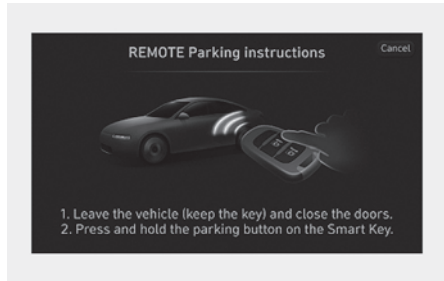 REMOTE Parking instructions
Cancel
1. Leave the vehicle (keep the key) and close the doors.
2. Press and hold the parking button on the Smart Key.